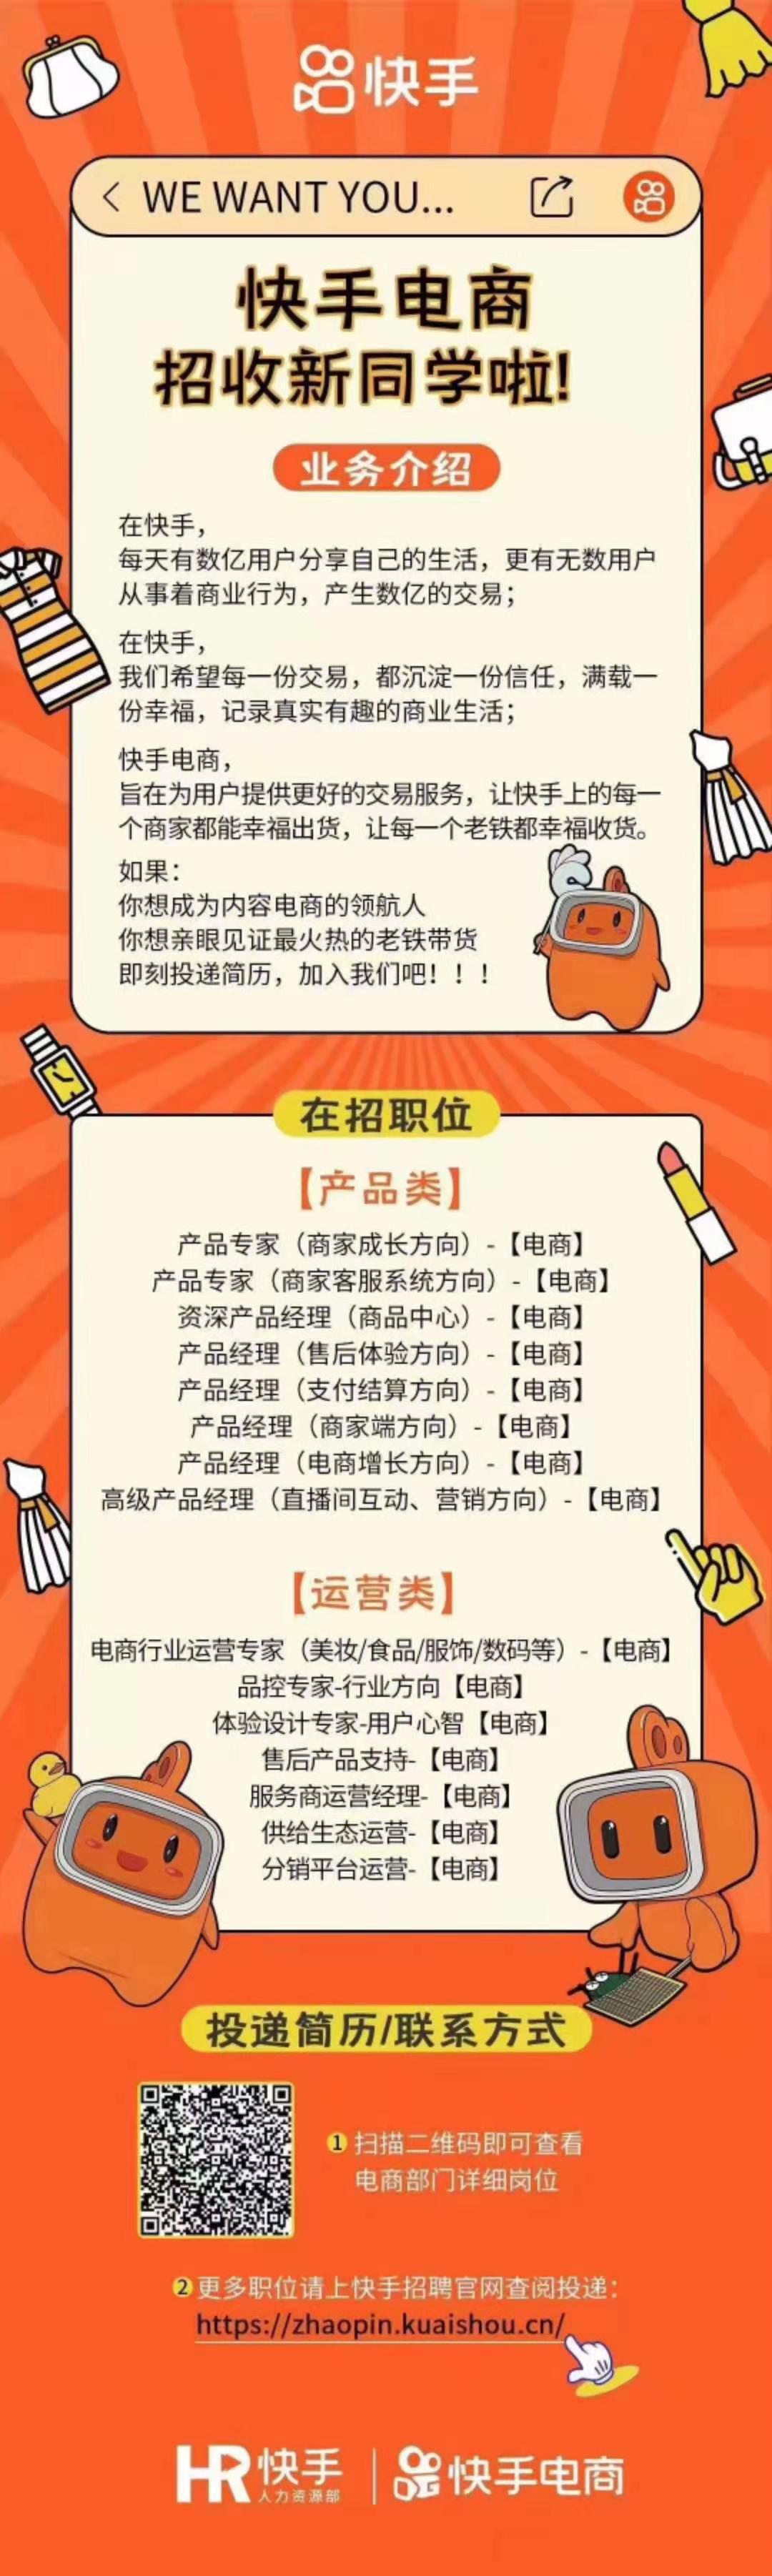 快手
WE WANT YOU...
快手电商
招收新同学啦!
业务介绍
在快手，
每天有数亿用户分享自己的生活，更有无数用户
从事着商业行为，产生数亿的交易；
在快手，
我们希望每一份交易，都沉淀一份信任，满载一
份幸福，记录真实有趣的商业生活；
快手电商，
旨在为用户提供更好的交易服务，让快手上的每一
个商家都能幸福出货，让每一个老铁都幸福收货。
如果：
你想成为内容电商的领航人
你想亲眼见证最火热的老铁带货
即刻投递简历，加入我们吧！！！
在招职位
【产品类】
产品专家（商家成长方向）-【电商】
产品专家（商家客服系统方向）-【电商】
资深产品经理（商品中心）-【电商】
产品经理（售后体验方向）-【电商】
产品经理（支付结算方向）-【电商】
产品经理（商家端方向）-【电商】
产品经理（电商增长方向）-【电商】
高级产品经理（直播间互动、营销方向）-【电商】
【运营类】
电商行业运营专家（美妆/食品/服饰/数码等）-【电商】
品控专家-行业方向【电商】
体验设计专家-用户心智【电商】
售后产品支持-【电商】
服务商运营经理-【电商】
供给生态运营-【电商】
分销平台运营-【电商】
投递简历/联系方式
1 扫描二维码即可查看
电商部门详细岗位
2 更多职位请上快手招聘官网查阅投递：
https://zhaopin.kuaishou.cn/
HR 快手
人力资源部
快手电商